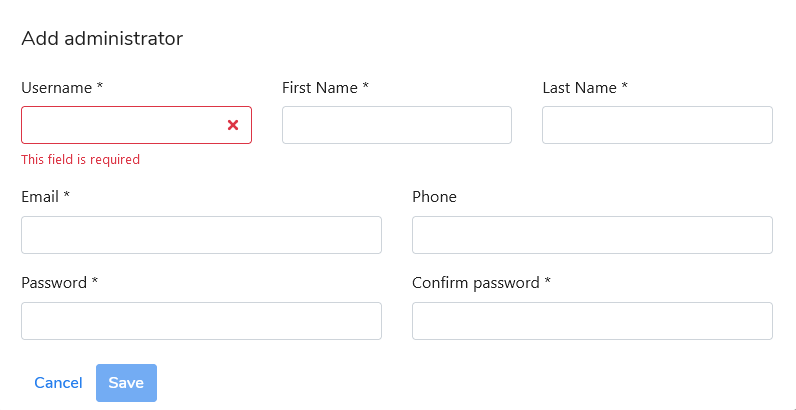 Add administrator
Username * First Name * Last Name *
This field is required
Email * Phone
Password * Confirm password *
Cancel Save